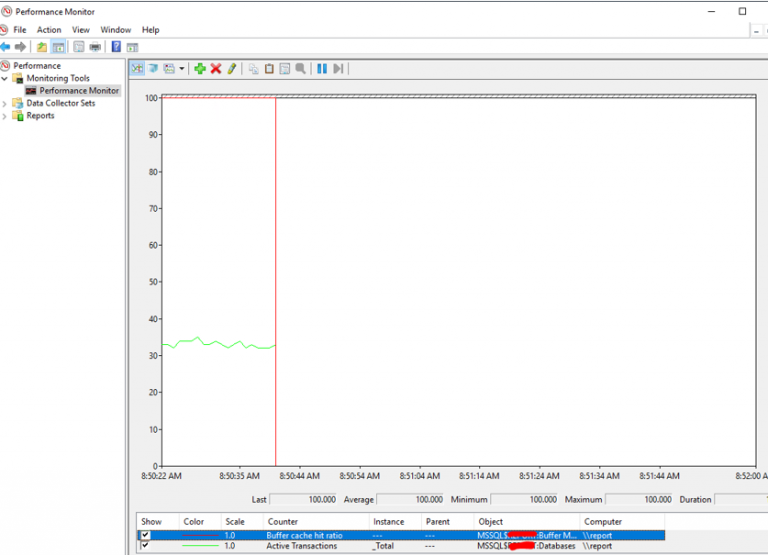 Performance Monitor
File Action View Window Help
Performance
Monitoring Tools
Performance Monitor
Data Collector Sets
Reports
100
90
80
70
60
50
40
30
20
10
0
8:50:22 AM 8:50:35 AM 8:50:44 AM 8:50:54 AM 8:51:04 AM 8:51:14 AM 8:51:24 AM 8:51:34 AM 8:51:44 AM 8:52:00 A
Last 100.000 Average 100.000 Minimum 100.000 Maximum 100.000 Duration
Show Color Scale Counter Instance Parent Object Computer
1.0 Buffer cache hit ratio --- --- MSSQL$ :Buffer M... \\report
1.0 Active Transactions _Total --- MSSQL$ :Databases \\report